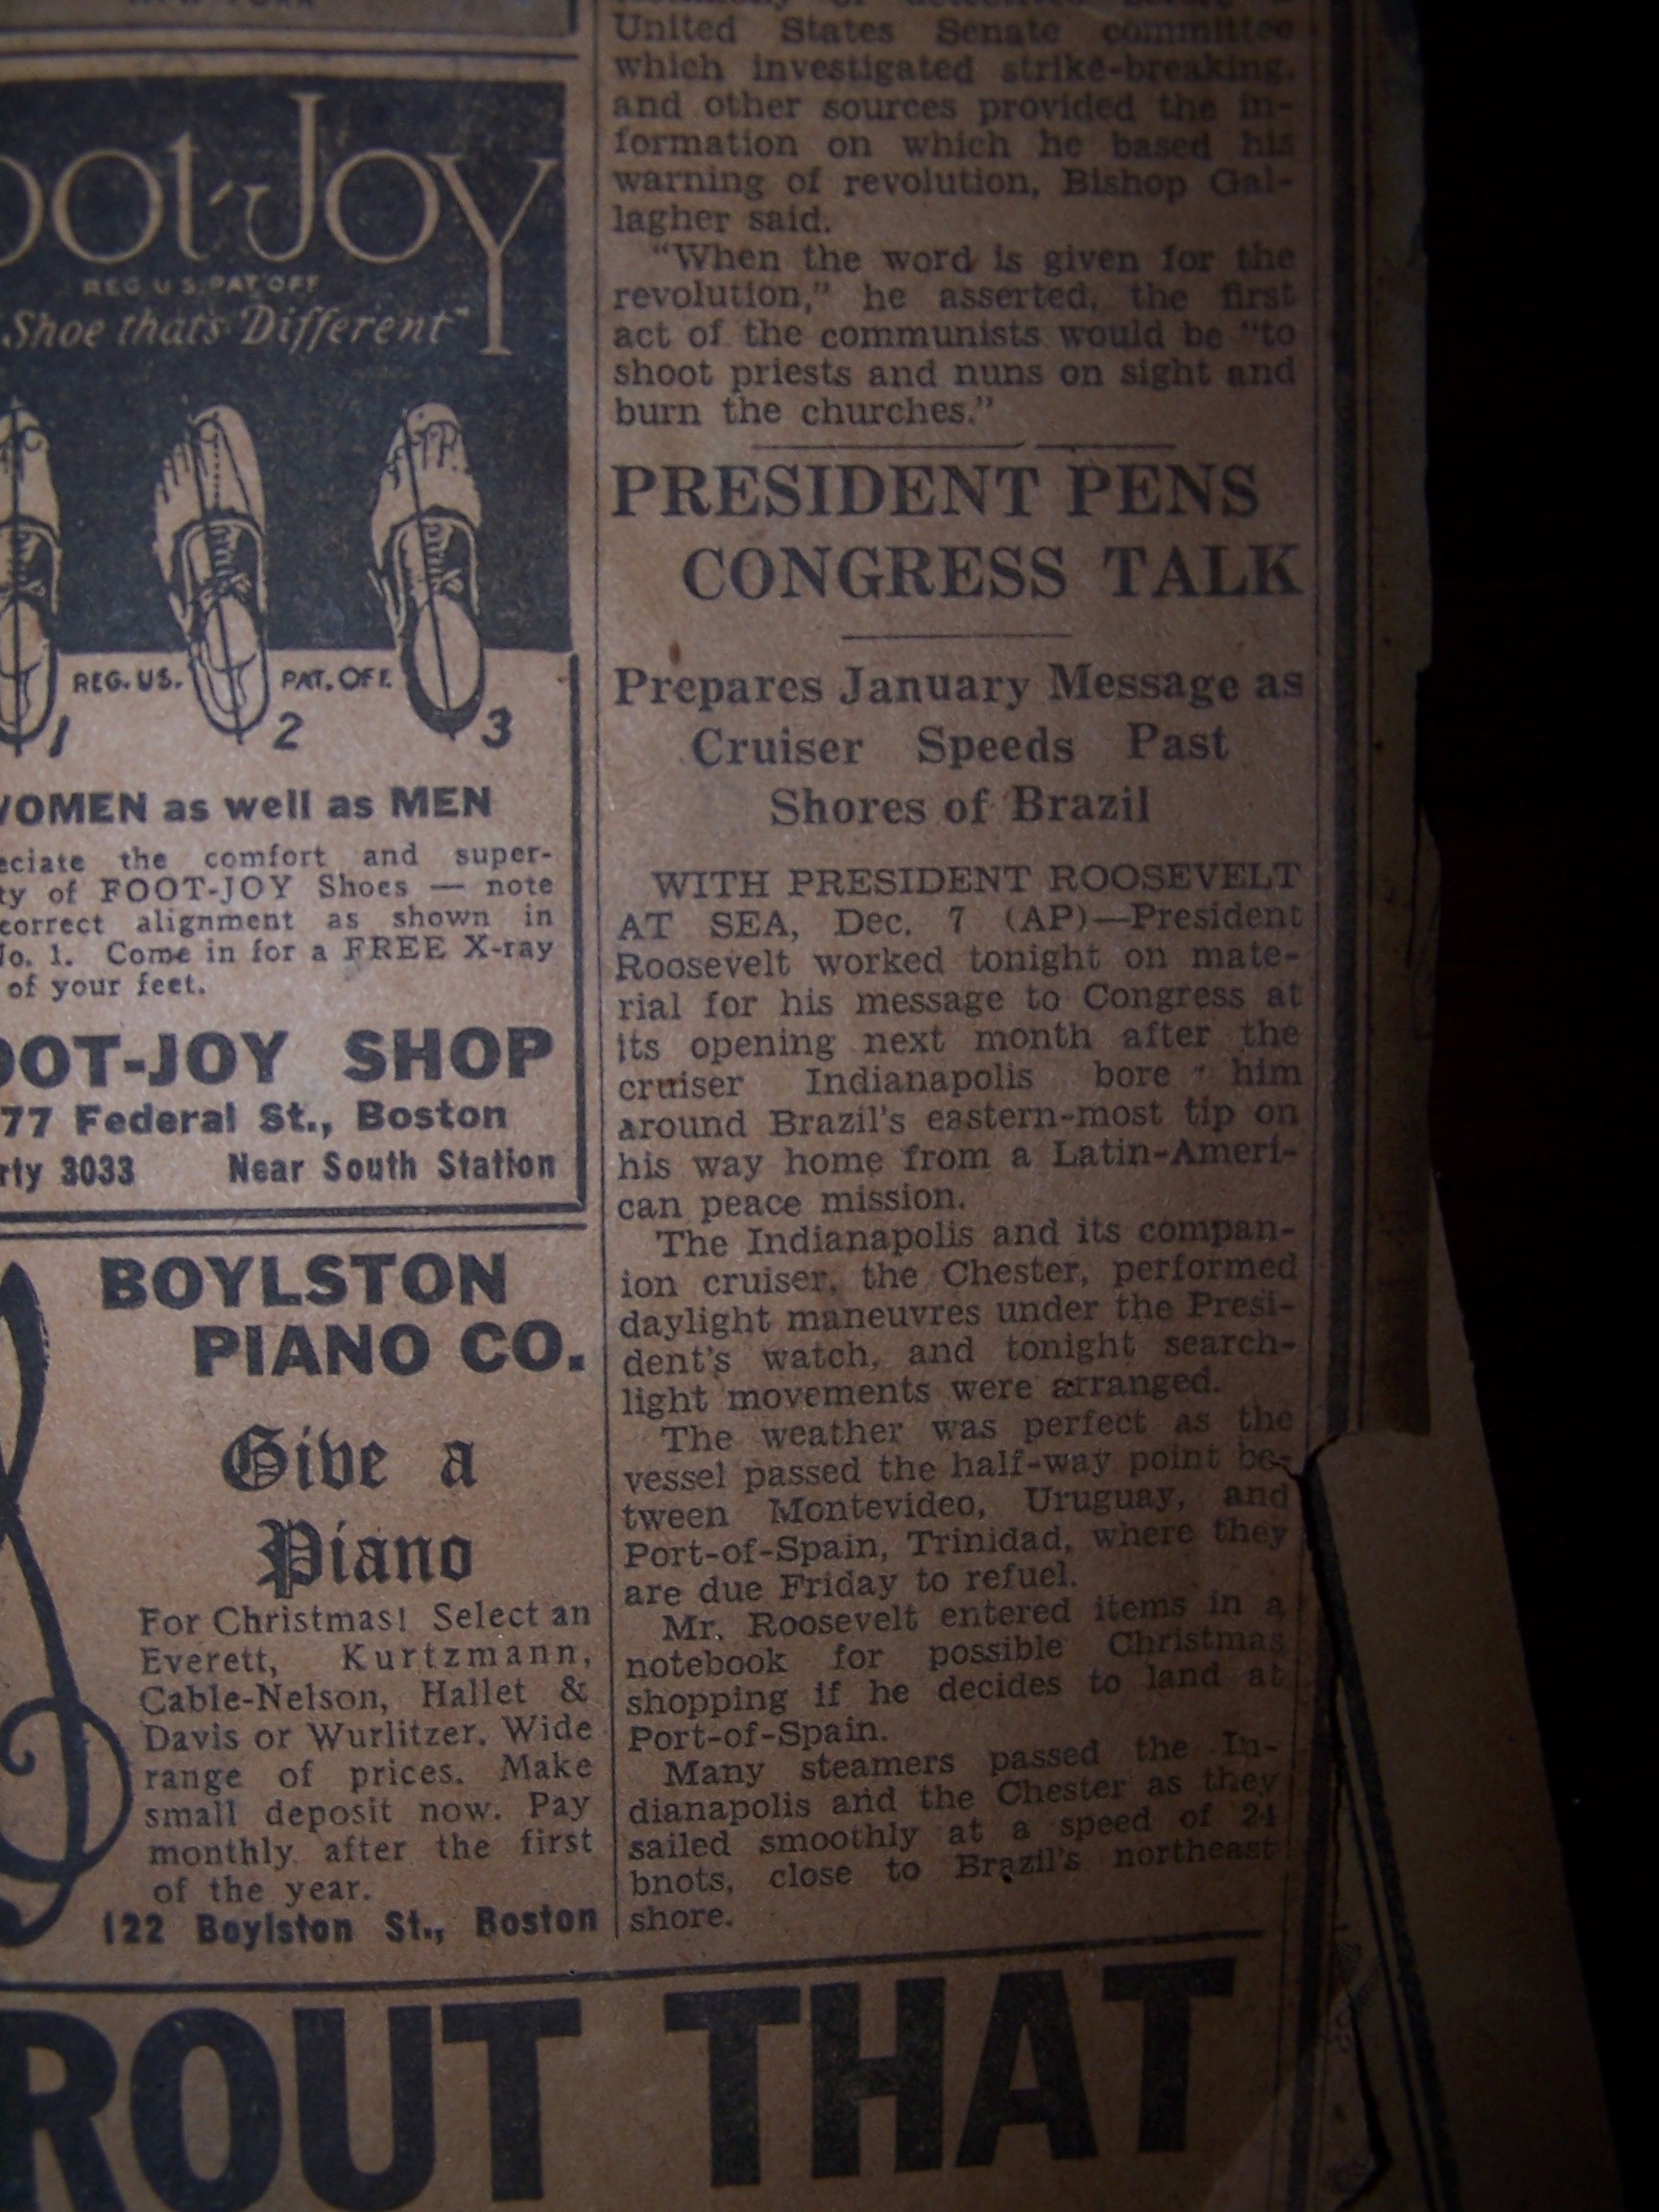 NEW YORK
oot-Joy
REG U S. PAT OFF
Shoe that's Different"
REG. U.S. PAT. OFF.
1 2 3
WOMEN as well as MEN
eciate the comfort and super-
ty of FOOT-JOY Shoes — note
correct alignment as shown in
No. 1. Come in for a FREE X-ray
of your feet.
OOT-JOY SHOP
77 Federal St., Boston
rty 3033 Near South Station
BOYLSTON
PIANO CO.
Give a
Piano
For Christmas! Select an
Everett, Kurtzmann,
Cable-Nelson, Hallet &
Davis or Wurlitzer. Wide
range of prices. Make
small deposit now. Pay
monthly after the first
of the year.
122 Boylston St., Boston
United States Senate committee
which investigated strike-breaking,
and other sources provided the in-
formation on which he based his
warning of revolution, Bishop Gal-
lagher said.
"When the word is given for the
revolution," he asserted, the first
act of the communists would be "to
shoot priests and nuns on sight and
burn the churches."
PRESIDENT PENS
CONGRESS TALK
Prepares January Message as
Cruiser Speeds Past
Shores of Brazil
WITH PRESIDENT ROOSEVELT
AT SEA, Dec. 7 (AP)—President
Roosevelt worked tonight on mate-
rial for his message to Congress at
its opening next month after the
cruiser Indianapolis bore him
around Brazil's eastern-most tip on
his way home from a Latin-Ameri-
can peace mission.
The Indianapolis and its compan-
ion cruiser, the Chester, performed
daylight maneuvres under the Presi-
dent's watch, and tonight search-
light movements were arranged.
The weather was perfect as the
vessel passed the half-way point be-
tween Montevideo, Uruguay, and
Port-of-Spain, Trinidad, where they
are due Friday to refuel.
Mr. Roosevelt entered items in a
notebook for possible Christmas
shopping if he decides to land at
Port-of-Spain.
Many steamers passed the In-
dianapolis and the Chester as they
sailed smoothly at a speed of 24
bnots, close to Brazil's northeast
shore.
ROUT THAT